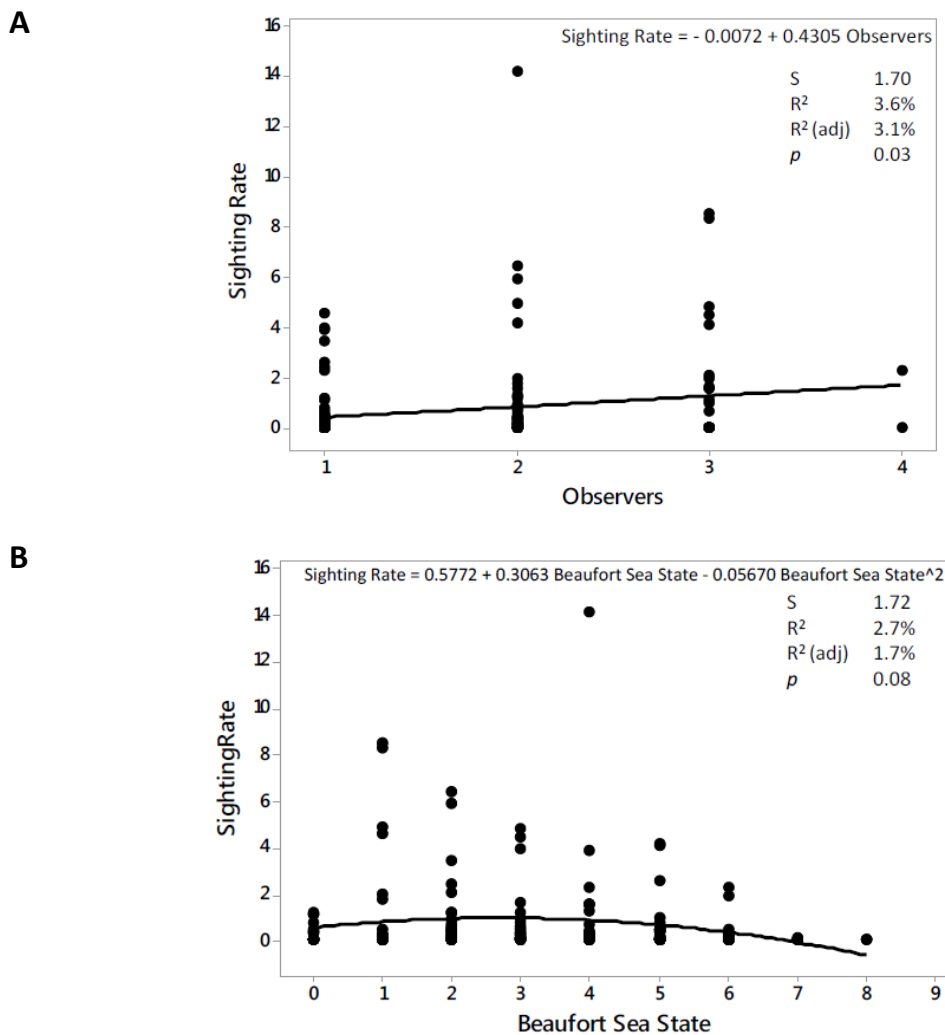 A
Sighting Rate = - 0.0072 + 0.4305 Observers
S 1.70
R² 3.6%
R² (adj) 3.1%
p 0.03
16
14
12
10
8
6
4
2
0
Sighting Rate
1 2 3 4
Observers
B
Sighting Rate = 0.5772 + 0.3063 Beaufort Sea State - 0.05670 Beaufort Sea State^2
S 1.72
R² 2.7%
R² (adj) 1.7%
p 0.08
16
14
12
10
8
6
4
2
0
SightingRate
0 1 2 3 4 5 6 7 8 9
Beaufort Sea State